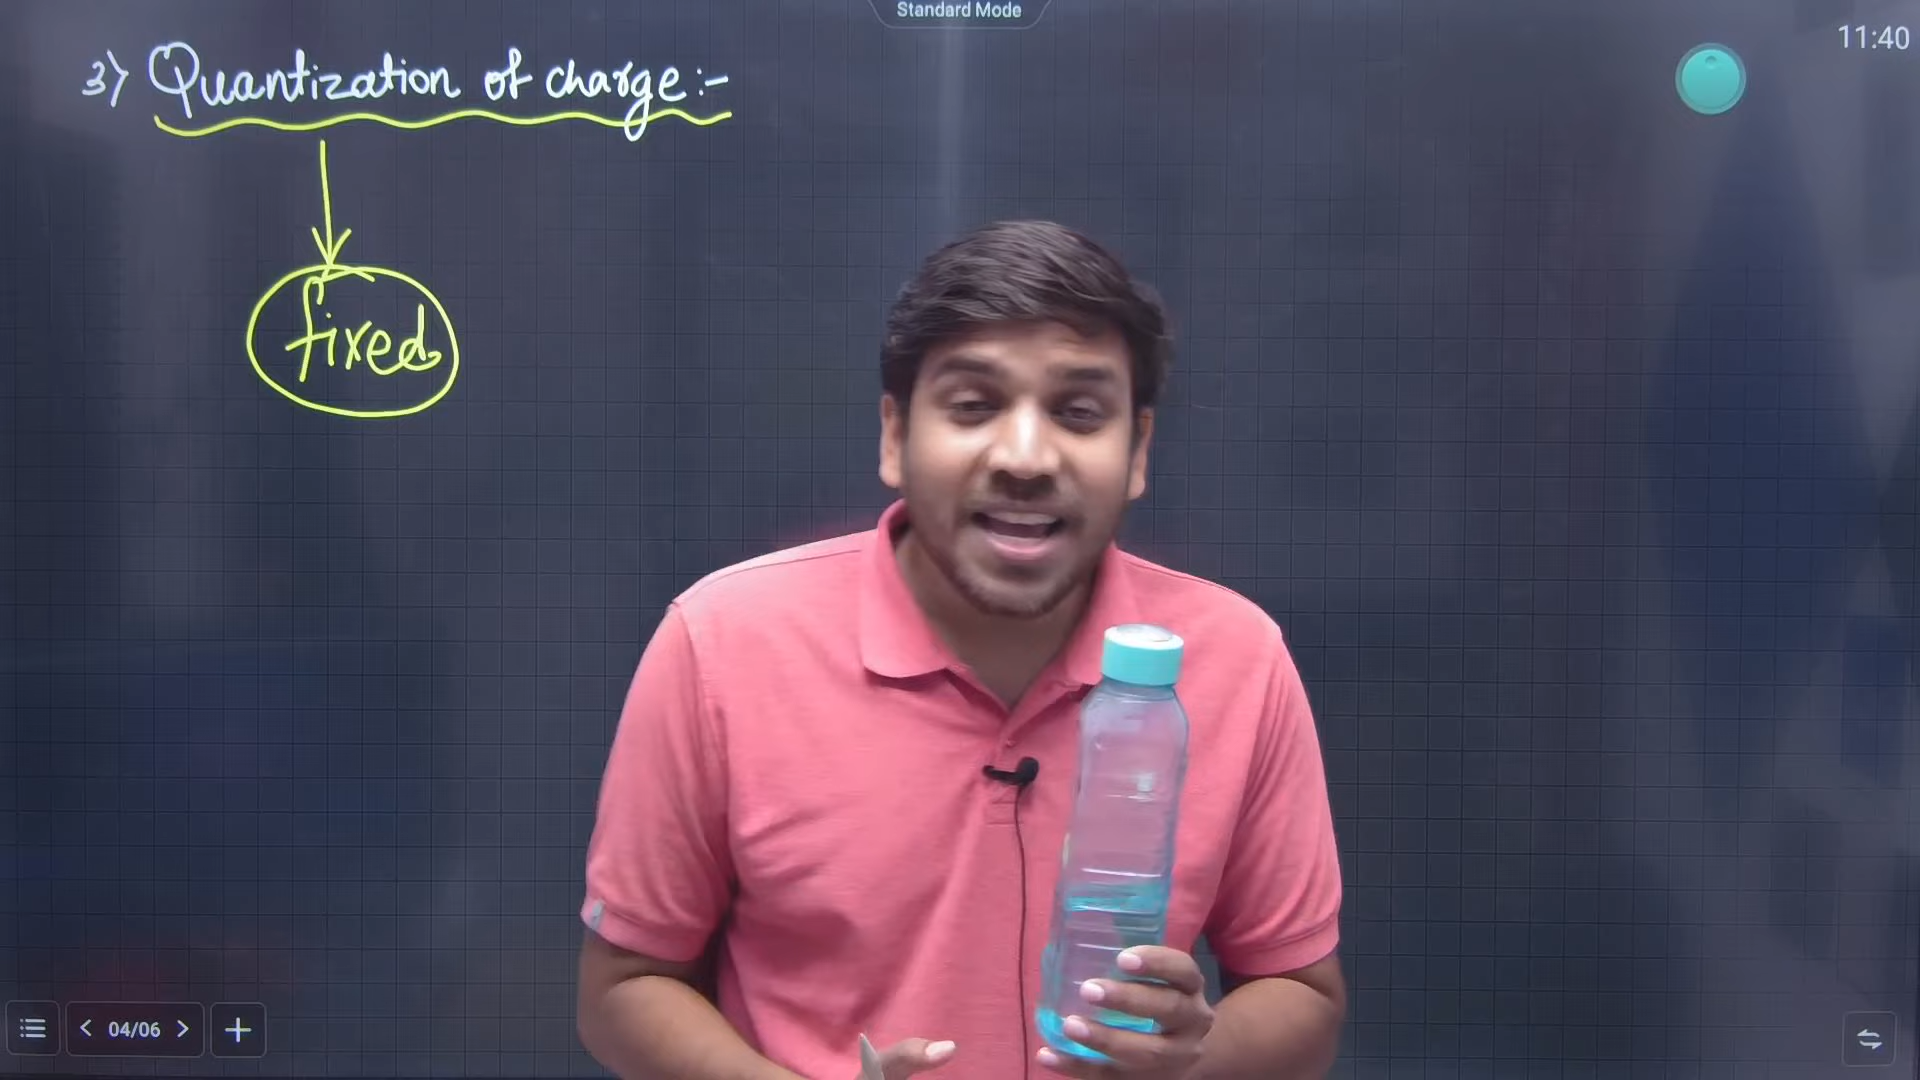 Standard Mode
11:40
3) Quantization of charge:-
fixed
04/06